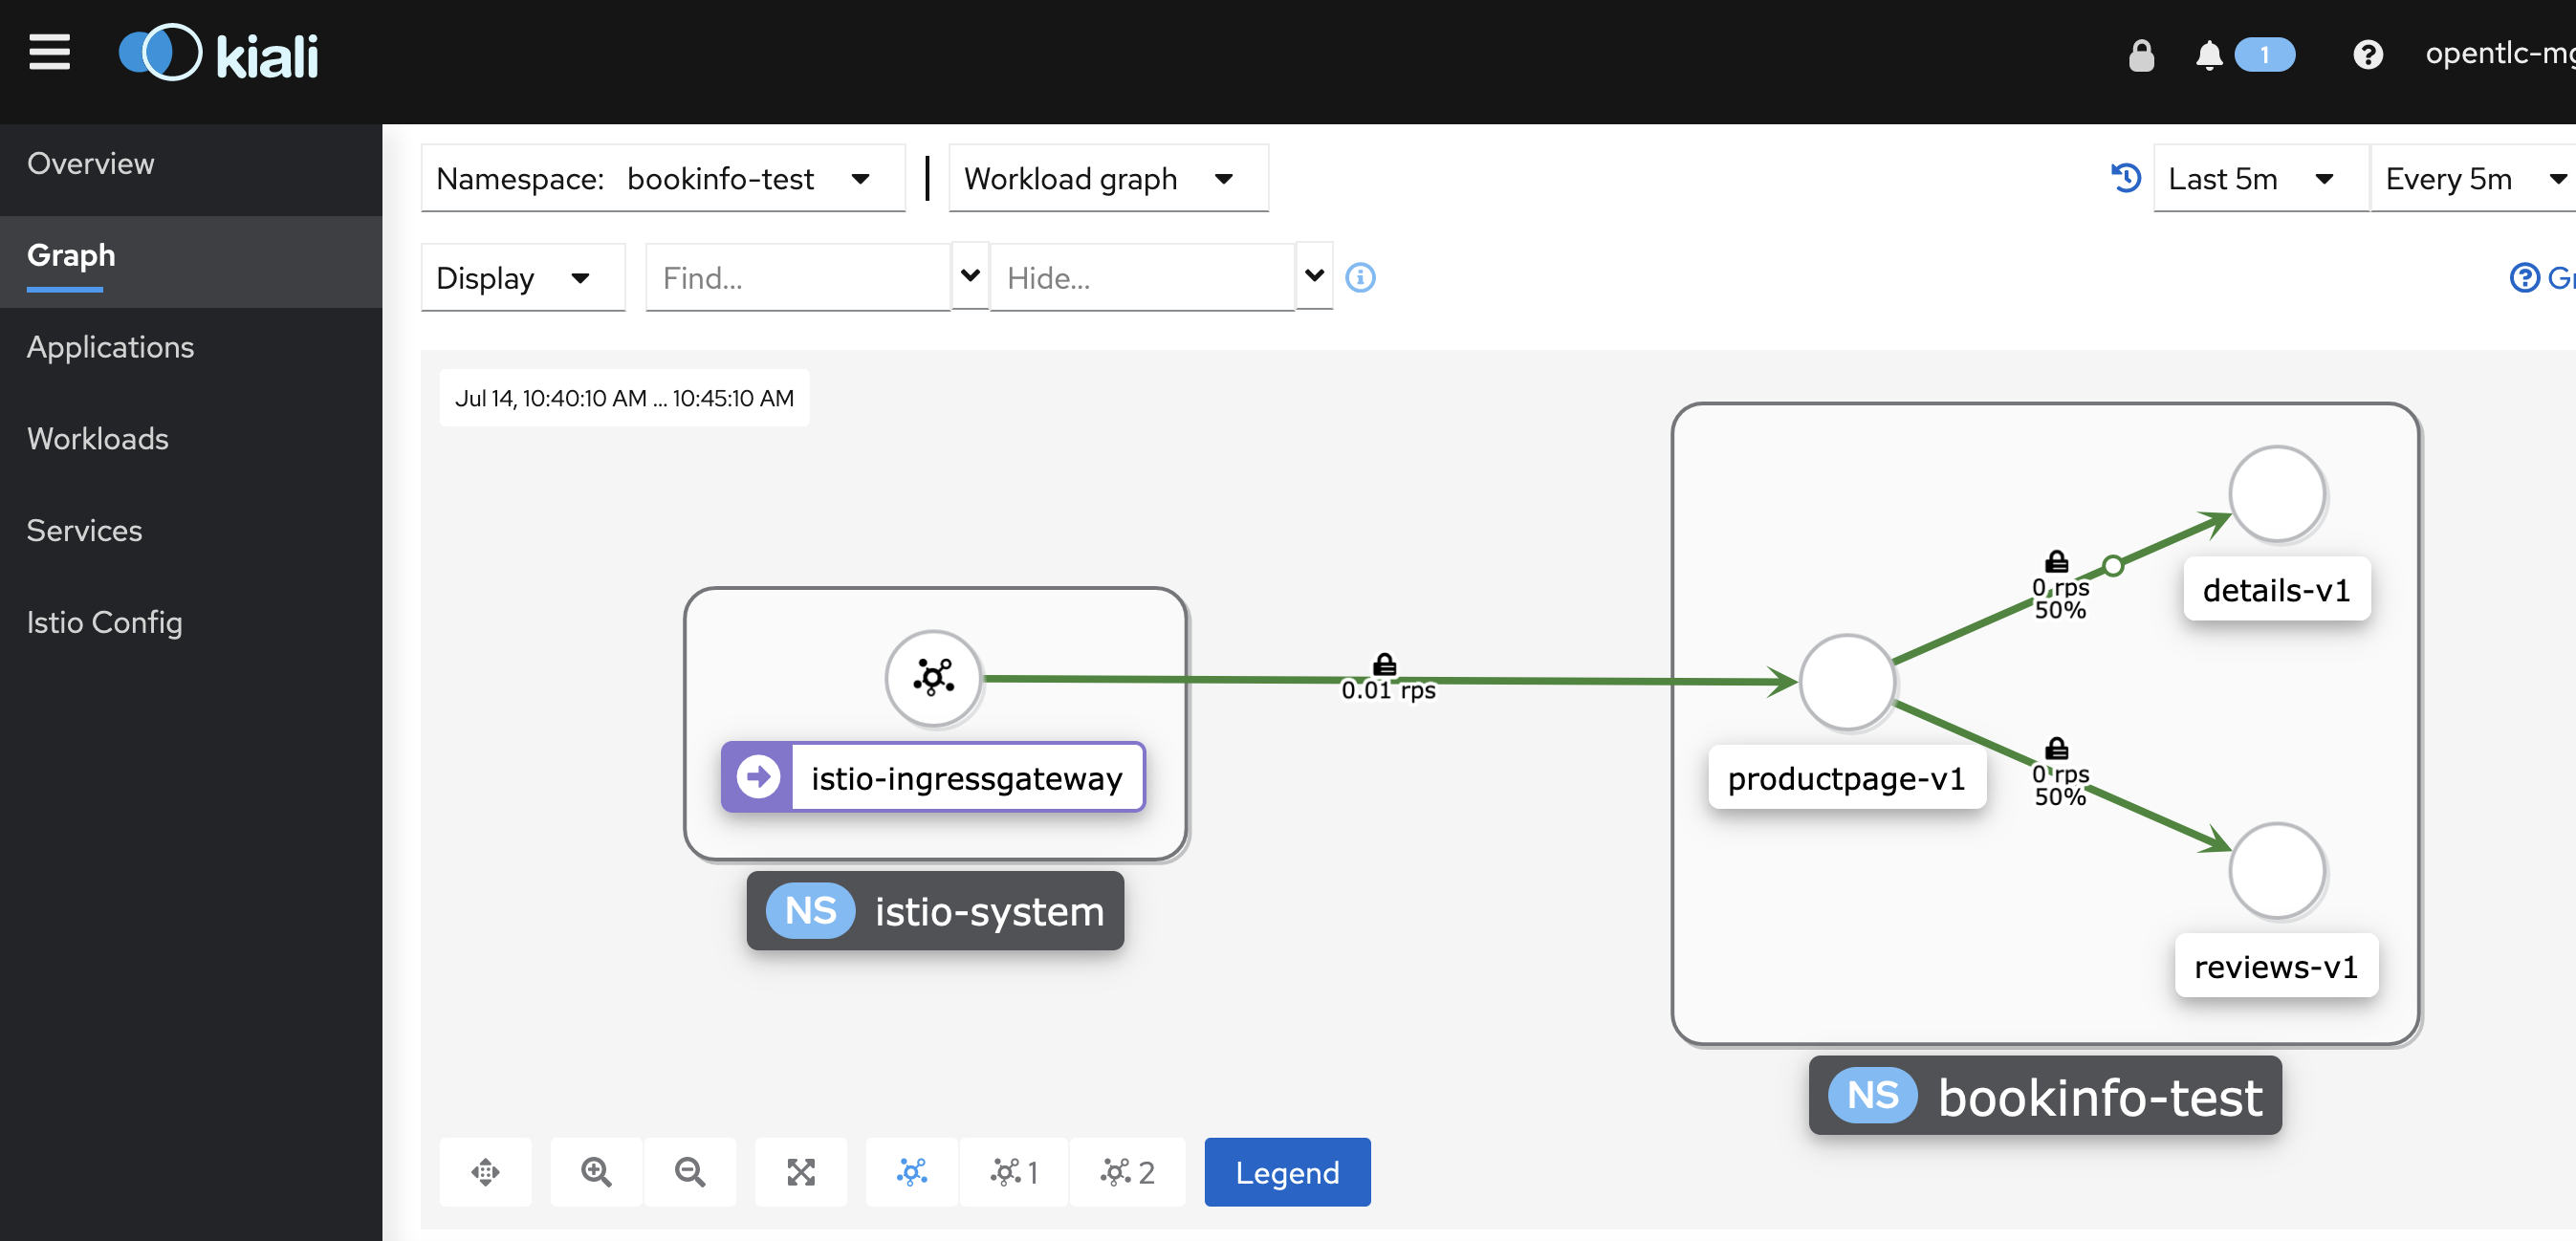 kiali
1
opentlc-mg
Overview
Graph
Applications
Workloads
Services
Istio Config
Namespace: bookinfo-test
Workload graph
Last 5m
Every 5m
Display
Find...
Hide...
Gr
Jul 14, 10:40:10 AM ... 10:45:10 AM
istio-ingressgateway
NS istio-system
0.01 rps
productpage-v1
0 rps
50%
details-v1
0 rps
50%
reviews-v1
NS bookinfo-test
1
2
Legend